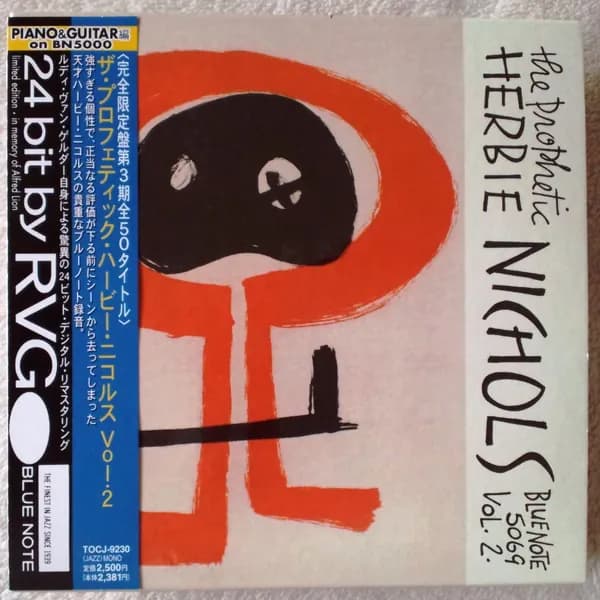 PIANO&GUITAR編
on BN5000
24 bit by RVG
limited edition・in memory of Alfred Lion
BLUE NOTE
THE FINEST IN JAZZ SINCE 1939
〈完全限定盤第3期全50タイトル〉
ザ・プロフェティック・ハービー・ニコルス Vol.2
強すぎる個性で、正当なる評価が下る前にシーンから去ってしまった
天才ハービー・ニコルスの貴重なブルーノート録音。
ルディ・ヴァン・ゲルダー自身による驚異の24ビット・デジタル・リマスタリング
TOCJ-9230
(JAZZ)MONO
定価2,500円
(本体2,381円)
the prophetic
HERBIE NICHOLS
BLUE NOTE
5069
VOL. 2.